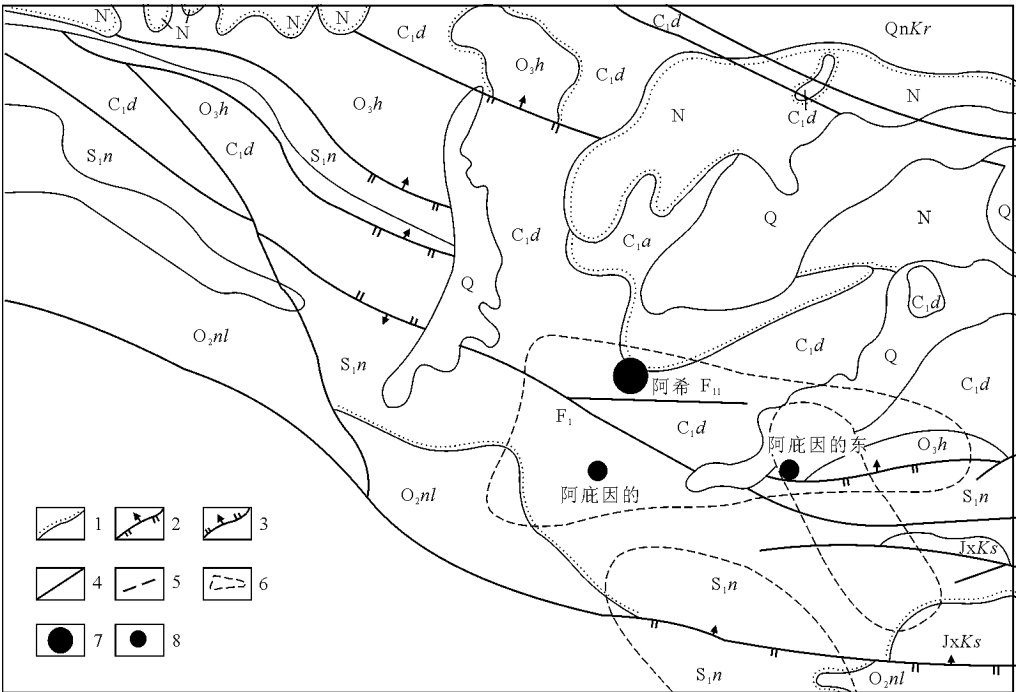 N
N
N
N
C₁d
C₁d
QnKr
O₃h
C₁d
C₁d
O₃h
O₃h
N
N
C₁d
C₁d
S₁n
S₁n
Q
N
Q
C₁d
C₁a
Q
C₁d
O₂nl
S₁n
C₁d
Q
C₁d
阿希 F₁₁
F₁
C₁d
阿庇因的东
O₃h
阿庇因的
O₂nl
S₁n
1
2
3
JxKs
4
5
6
S₁n
7
8
JxKs
S₁n
O₂nl